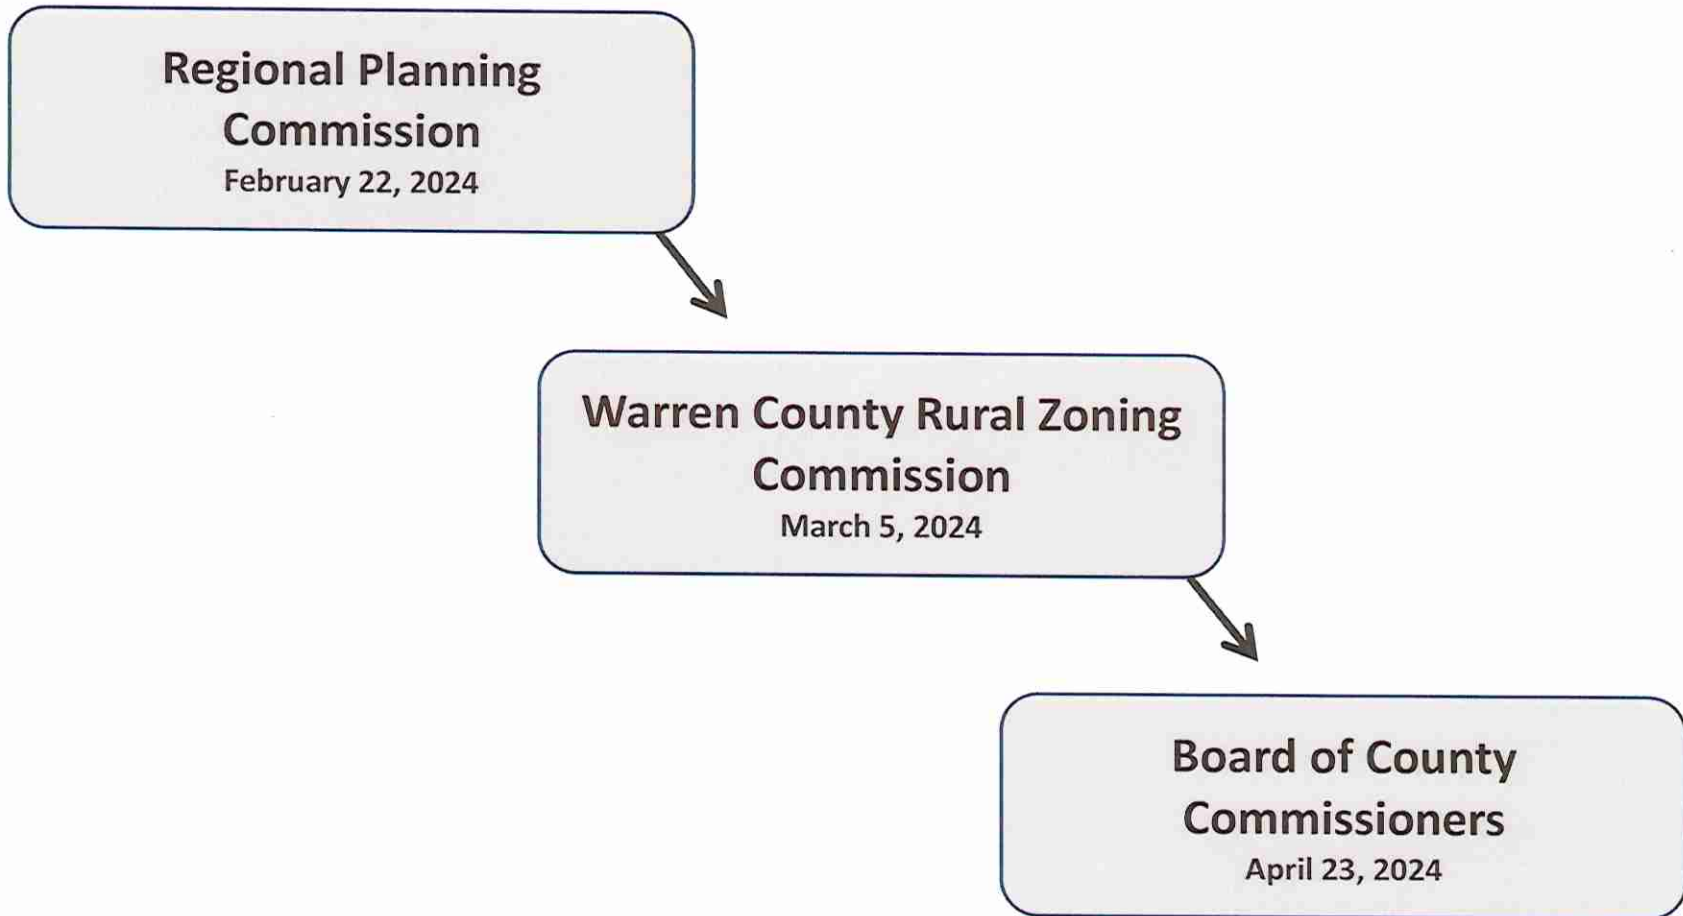 Regional Planning
Commission
February 22, 2024
Warren County Rural Zoning
Commission
March 5, 2024
Board of County
Commissioners
April 23, 2024